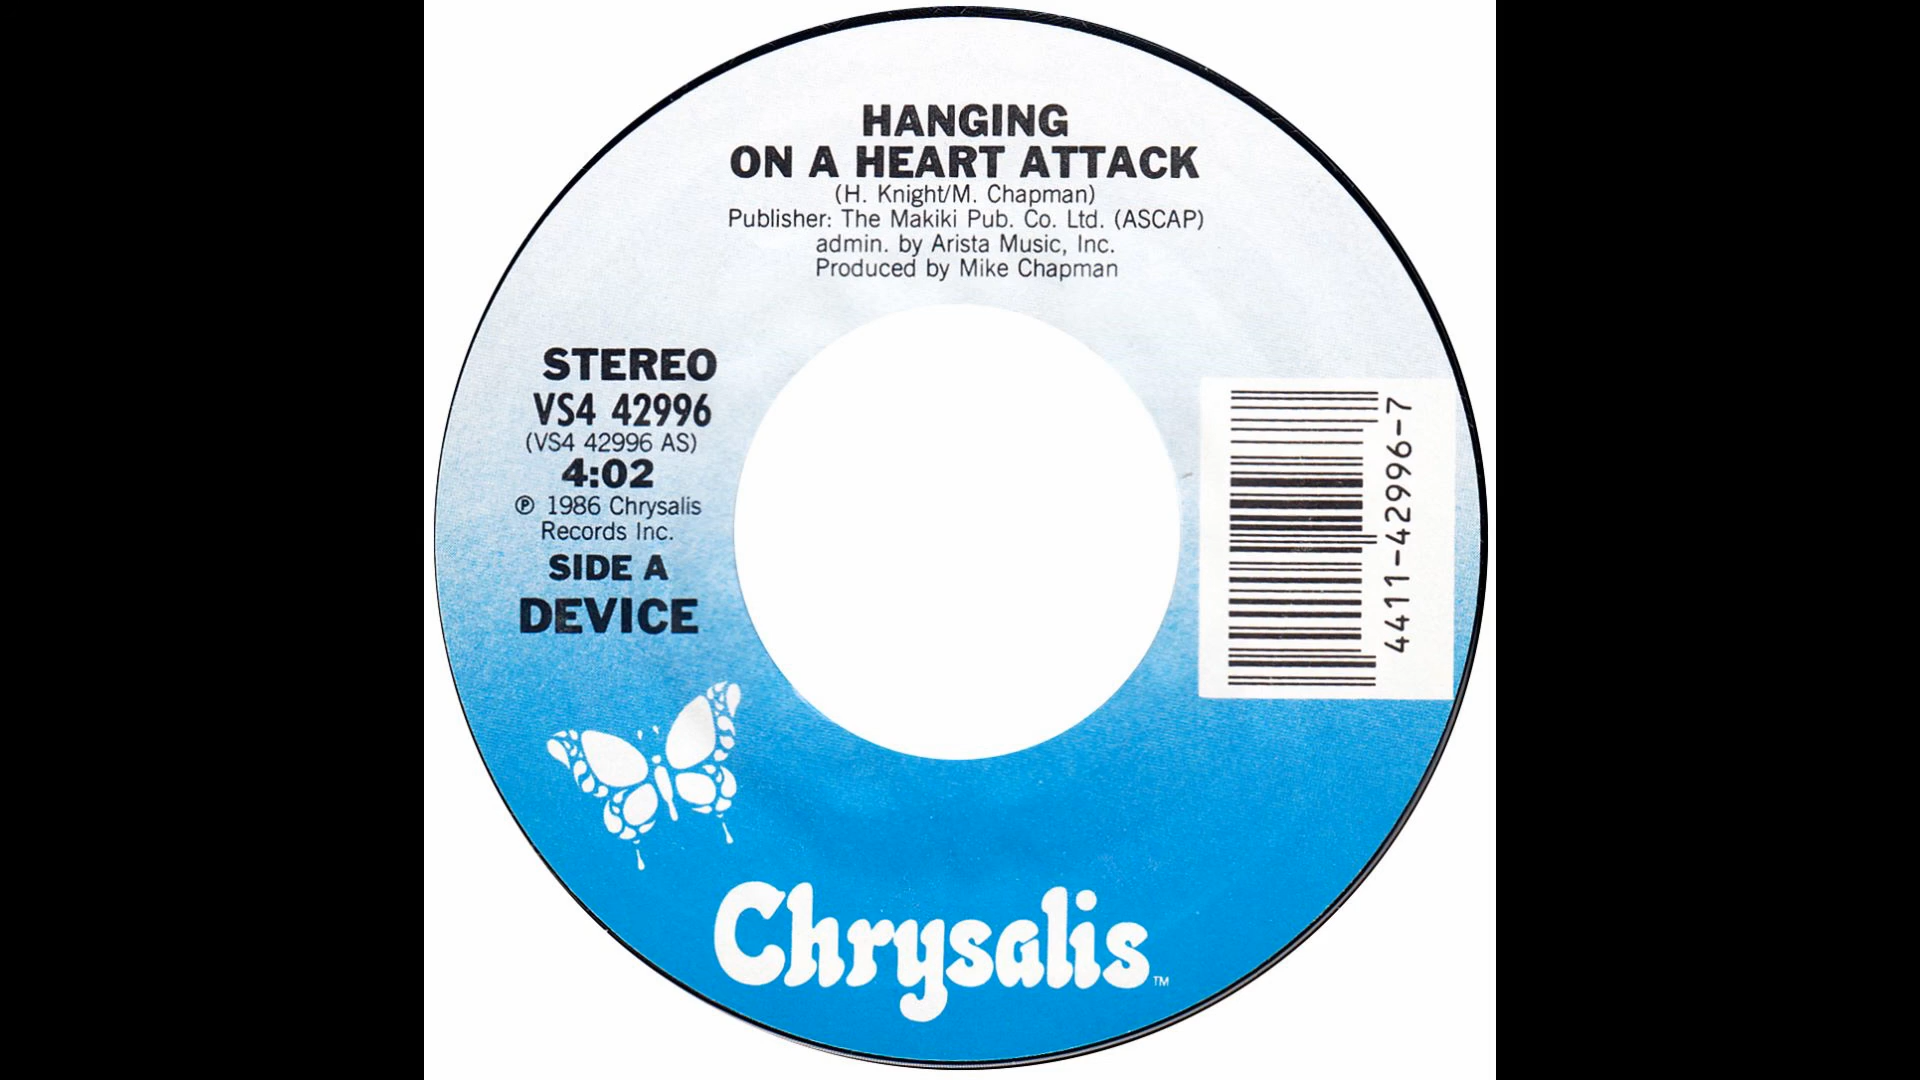 HANGING
ON A HEART ATTACK
(H. Knight/M. Chapman)
Publisher: The Makiki Pub. Co. Ltd. (ASCAP)
admin. by Arista Music, Inc.
Produced by Mike Chapman
STEREO
VS4 42996
(VS4 42996 AS)
4:02
℗ 1986 Chrysalis
Records Inc.
SIDE A
DEVICE
4411-42996-7
Chrysalis™